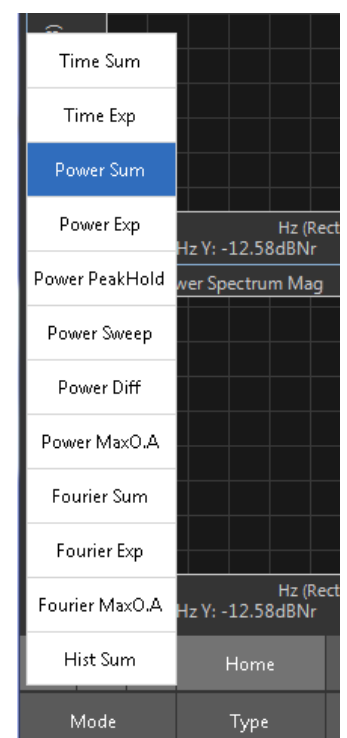 Time Sum
Time Exp
Power Sum
Power Exp
Hz (Rect
Hz Y: -12.58dBNr
Power PeakHold
wer Spectrum Mag
Power Sweep
Power Diff
Power MaxO.A
Fourier Sum
Fourier Exp
Hz (Rect
Fourier MaxO.A
Hz Y: -12.58dBNr
Hist Sum
Home
Mode
Type